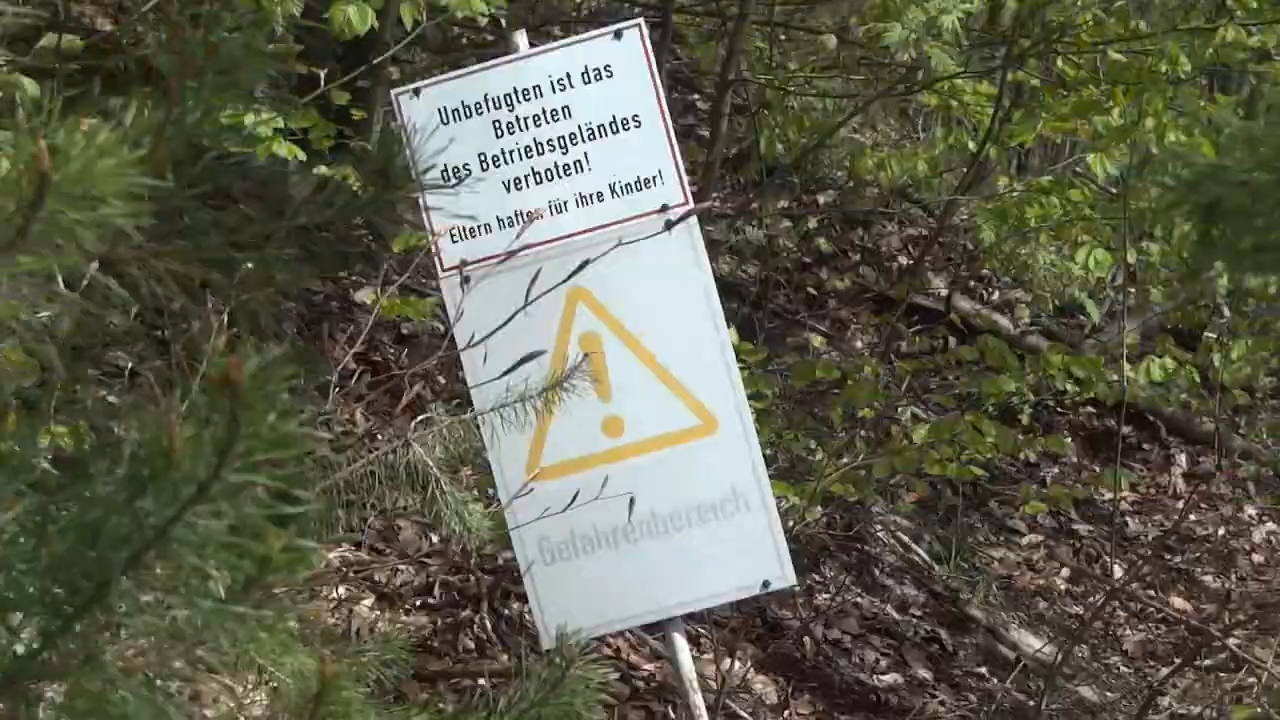 Unbefugten ist das
Betreten
des Betriebsgeländes
verboten!
Eltern haften für ihre Kinder!
Gefahrenbereich